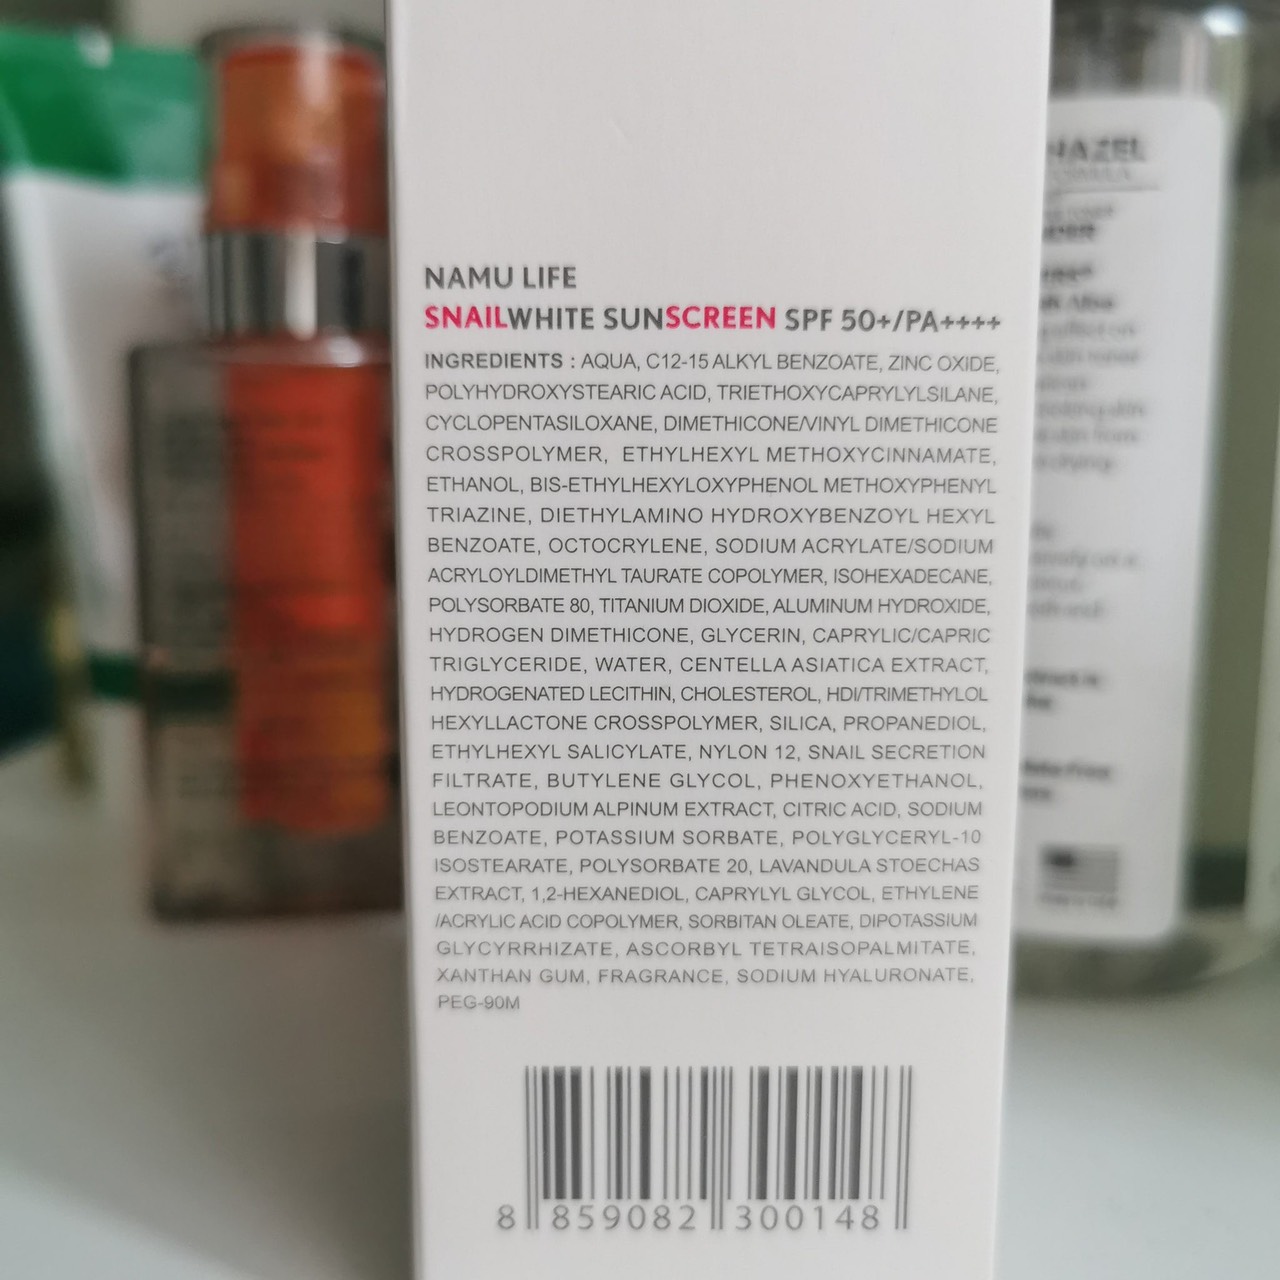 NAMU LIFE
SNAILWHITE SUNSCREEN SPF 50+/PA++++
INGREDIENTS : AQUA, C12-15 ALKYL BENZOATE, ZINC OXIDE,
POLYHYDROXYSTEARIC ACID, TRIETHOXYCAPRYLYLSILANE,
CYCLOPENTASILOXANE, DIMETHICONE/VINYL DIMETHICONE
CROSSPOLYMER, ETHYLHEXYL METHOXYCINNAMATE,
ETHANOL, BIS-ETHYLHEXYLOXYPHENOL METHOXYPHENYL
TRIAZINE, DIETHYLAMINO HYDROXYBENZOYL HEXYL
BENZOATE, OCTOCRYLENE, SODIUM ACRYLATE/SODIUM
ACRYLOYLDIMETHYL TAURATE COPOLYMER, ISOHEXADECANE,
POLYSORBATE 80, TITANIUM DIOXIDE, ALUMINUM HYDROXIDE,
HYDROGEN DIMETHICONE, GLYCERIN, CAPRYLIC/CAPRIC
TRIGLYCERIDE, WATER, CENTELLA ASIATICA EXTRACT,
HYDROGENATED LECITHIN, CHOLESTEROL, HDI/TRIMETHYLOL
HEXYLLACTONE CROSSPOLYMER, SILICA, PROPANEDIOL,
ETHYLHEXYL SALICYLATE, NYLON 12, SNAIL SECRETION
FILTRATE, BUTYLENE GLYCOL, PHENOXYETHANOL,
LEONTOPODIUM ALPINUM EXTRACT, CITRIC ACID, SODIUM
BENZOATE, POTASSIUM SORBATE, POLYGLYCERYL-10
ISOSTEARATE, POLYSORBATE 20, LAVANDULA STOECHAS
EXTRACT, 1,2-HEXANEDIOL, CAPRYLYL GLYCOL, ETHYLENE
/ACRYLIC ACID COPOLYMER, SORBITAN OLEATE, DIPOTASSIUM
GLYCYRRHIZATE, ASCORBYL TETRAISOPALMITATE,
XANTHAN GUM, FRAGRANCE, SODIUM HYALURONATE,
PEG-90M
8 859082 300148
HAZEL